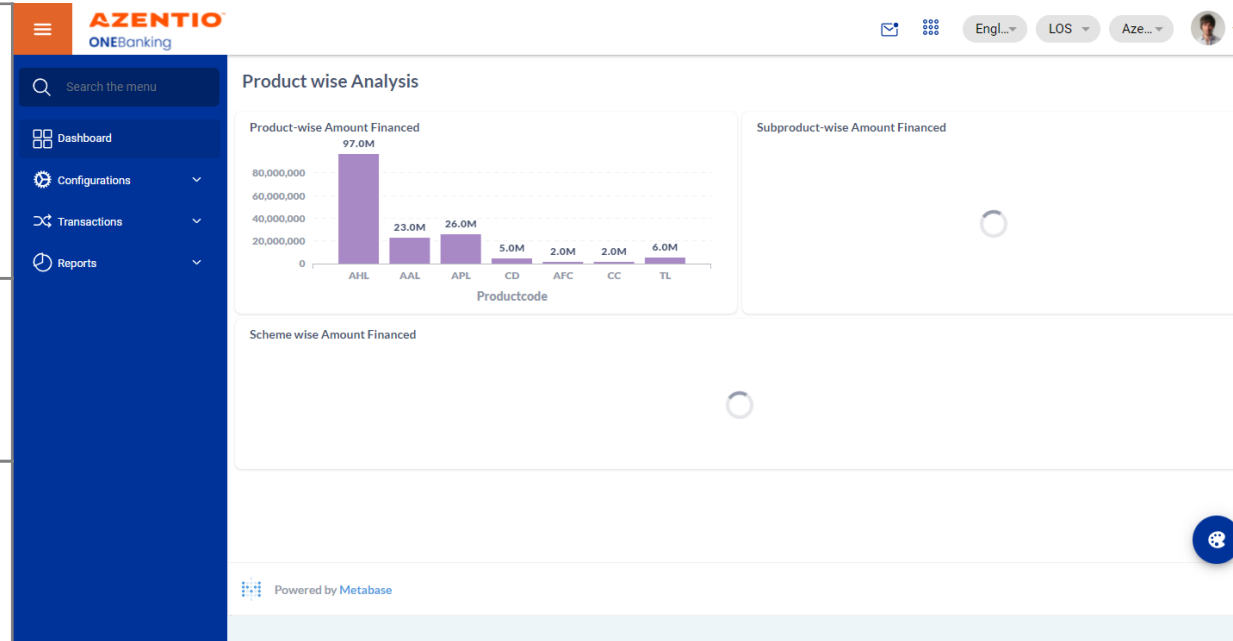 AZENTIO
ONEBanking
Engl...
LOS
Aze...
Search the menu
Dashboard
Configurations
Transactions
Reports
Product wise Analysis
Product-wise Amount Financed
97.0M
80,000,000
60,000,000
40,000,000
20,000,000
0
23.0M
26.0M
5.0M
2.0M
2.0M
6.0M
AHL AAL APL CD AFC CC TL
Productcode
Subproduct-wise Amount Financed
Scheme wise Amount Financed
Powered by Metabase